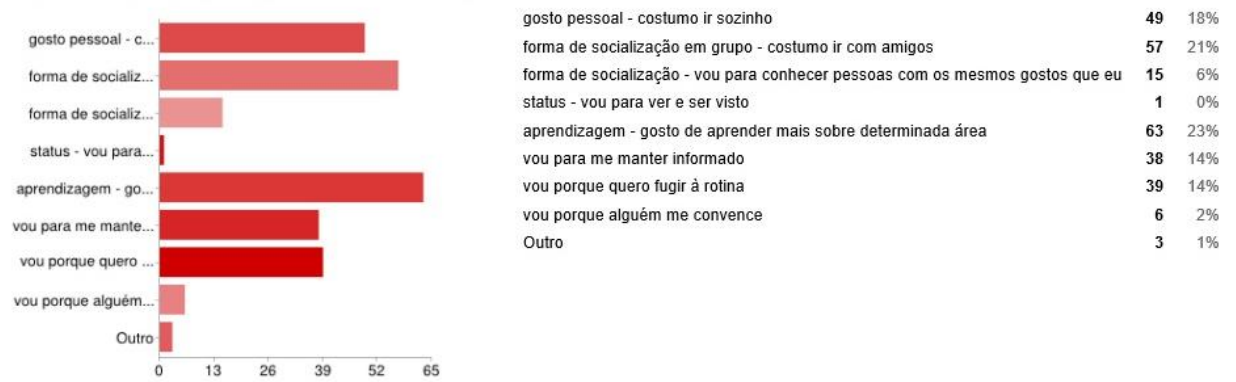 gosto pessoal - c...
forma de socializ...
forma de socializ...
status - vou para...
aprendizagem - go...
vou para me mante...
vou porque quero ...
vou porque alguém...
Outro
0 13 26 39 52 65
gosto pessoal - costumo ir sozinho 49 18%
forma de socialização em grupo - costumo ir com amigos 57 21%
forma de socialização - vou para conhecer pessoas com os mesmos gostos que eu 15 6%
status - vou para ver e ser visto 1 0%
aprendizagem - gosto de aprender mais sobre determinada área 63 23%
vou para me manter informado 38 14%
vou porque quero fugir à rotina 39 14%
vou porque alguém me convence 6 2%
Outro 3 1%